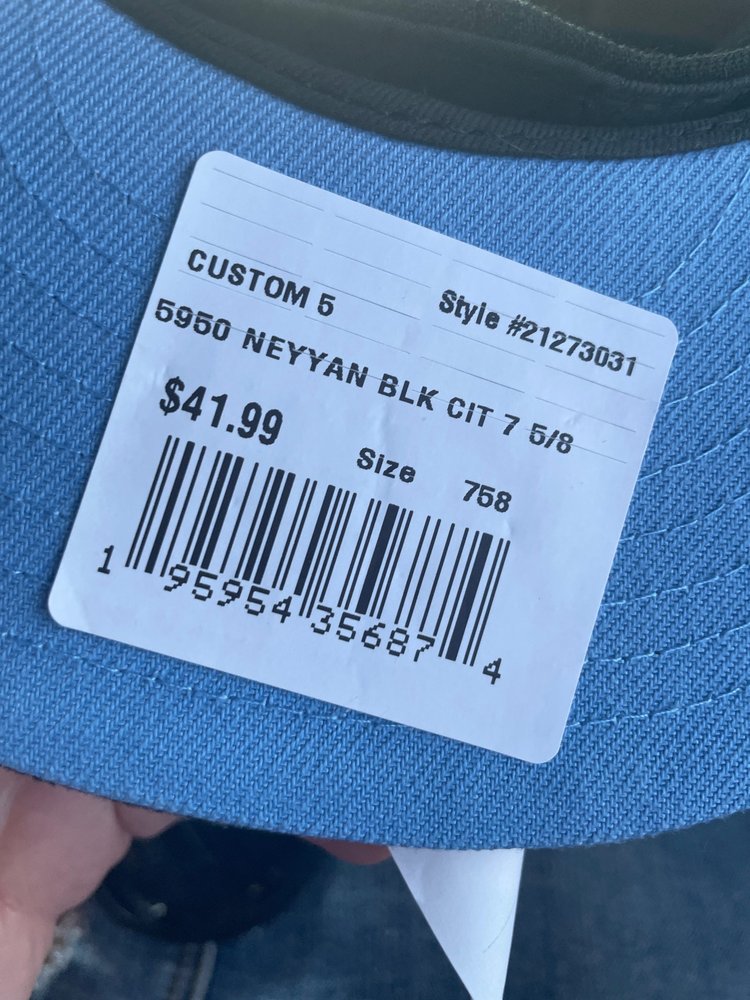 CUSTOM 5 Style #21273031
5950 NEYYAN BLK CIT 7 5/8
$41.99
Size 758
1 95954 35687 4